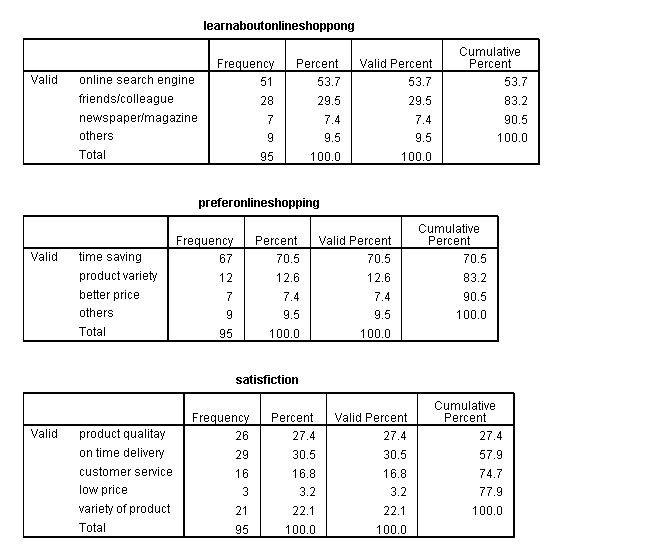 learnaboutonlineshoppong
Frequency Percent Valid Percent Cumulative Percent
Valid online search engine 51 53.7 53.7 53.7
friends/colleague 28 29.5 29.5 83.2
newspaper/magazine 7 7.4 7.4 90.5
others 9 9.5 9.5 100.0
Total 95 100.0 100.0
preferonlineshopping
Frequency Percent Valid Percent Cumulative Percent
Valid time saving 67 70.5 70.5 70.5
product variety 12 12.6 12.6 83.2
better price 7 7.4 7.4 90.5
others 9 9.5 9.5 100.0
Total 95 100.0 100.0
satisfiction
Frequency Percent Valid Percent Cumulative Percent
Valid product qualitay 26 27.4 27.4 27.4
on time delivery 29 30.5 30.5 57.9
customer service 16 16.8 16.8 74.7
low price 3 3.2 3.2 77.9
variety of product 21 22.1 22.1 100.0
Total 95 100.0 100.0